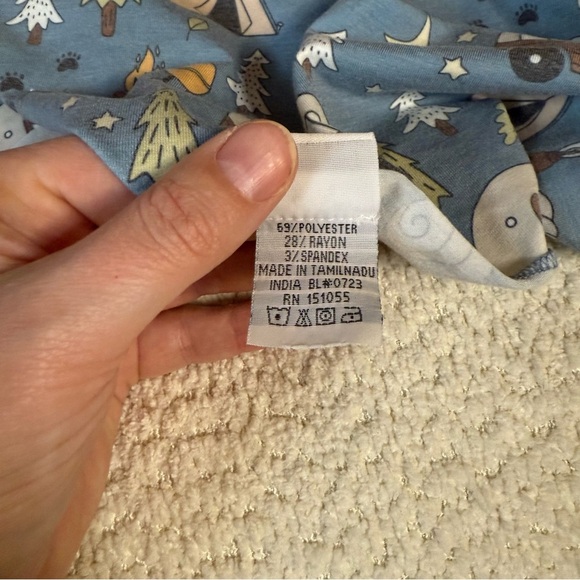 69%POLYESTER
28%RAYON
3%SPANDEX
MADE IN TAMILNADU
INDIA BL#0723
RN 151055